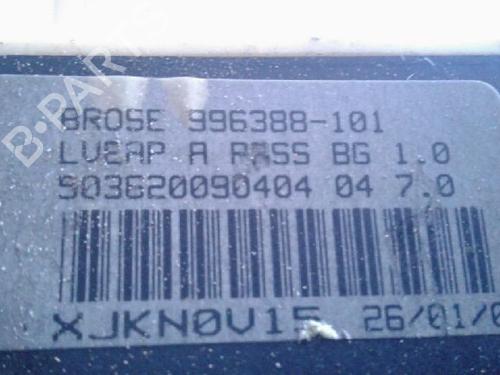 BROSE 996388-101
LVEAP A PASS BG 1.0
503620090404 04 7.0
XJKN0V15 26/01/0
B-PARTS